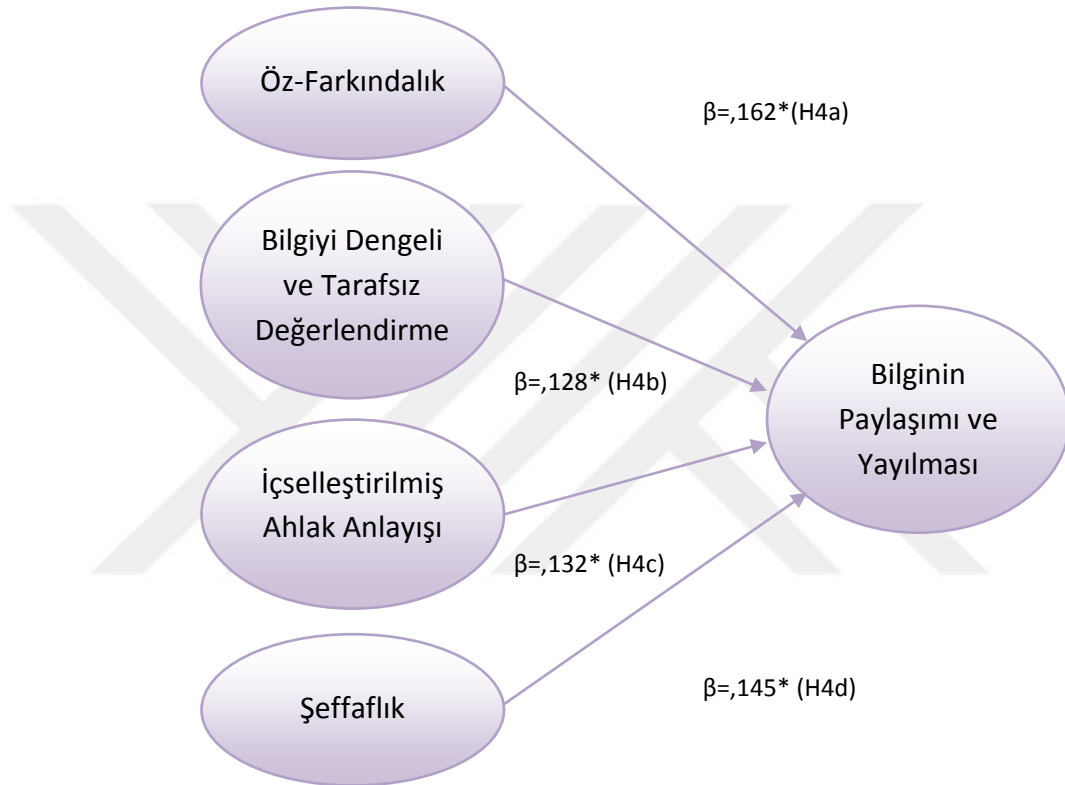 Öz-Farkındalık
β=,162*(H4a)
Bilgiyi Dengeli
ve Tarafsız
Değerlendirme
β=,128* (H4b)
Bilginin
Paylaşımı ve
Yayılması
İçselleştirilmiş
Ahlak Anlayışı
β=,132* (H4c)
Şeffaflık
β=,145* (H4d)